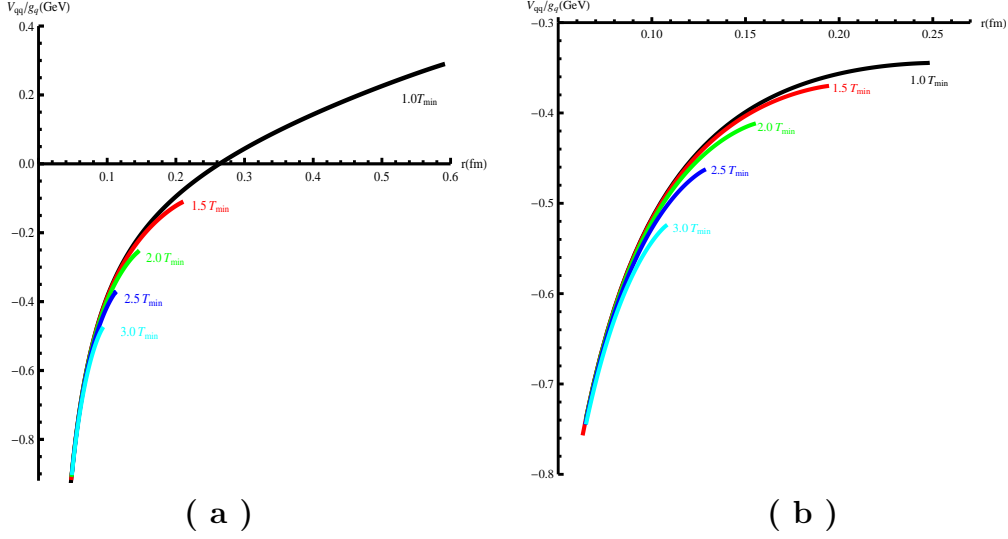 V_qq/g_q(GeV)
0.4
0.2
0.0
−0.2
−0.4
−0.6
−0.8
0.1
0.2
0.3
0.4
0.5
0.6
r(fm)
1.0T_min
1.5 T_min
2.0 T_min
2.5 T_min
3.0 T_min
( a )
V_qq/g_q(GeV)
−0.3
−0.4
−0.5
−0.6
−0.7
−0.8
0.10
0.15
0.20
0.25
r(fm)
1.0 T_min
1.5 T_min
2.0 T_min
2.5 T_min
3.0 T_min
( b )